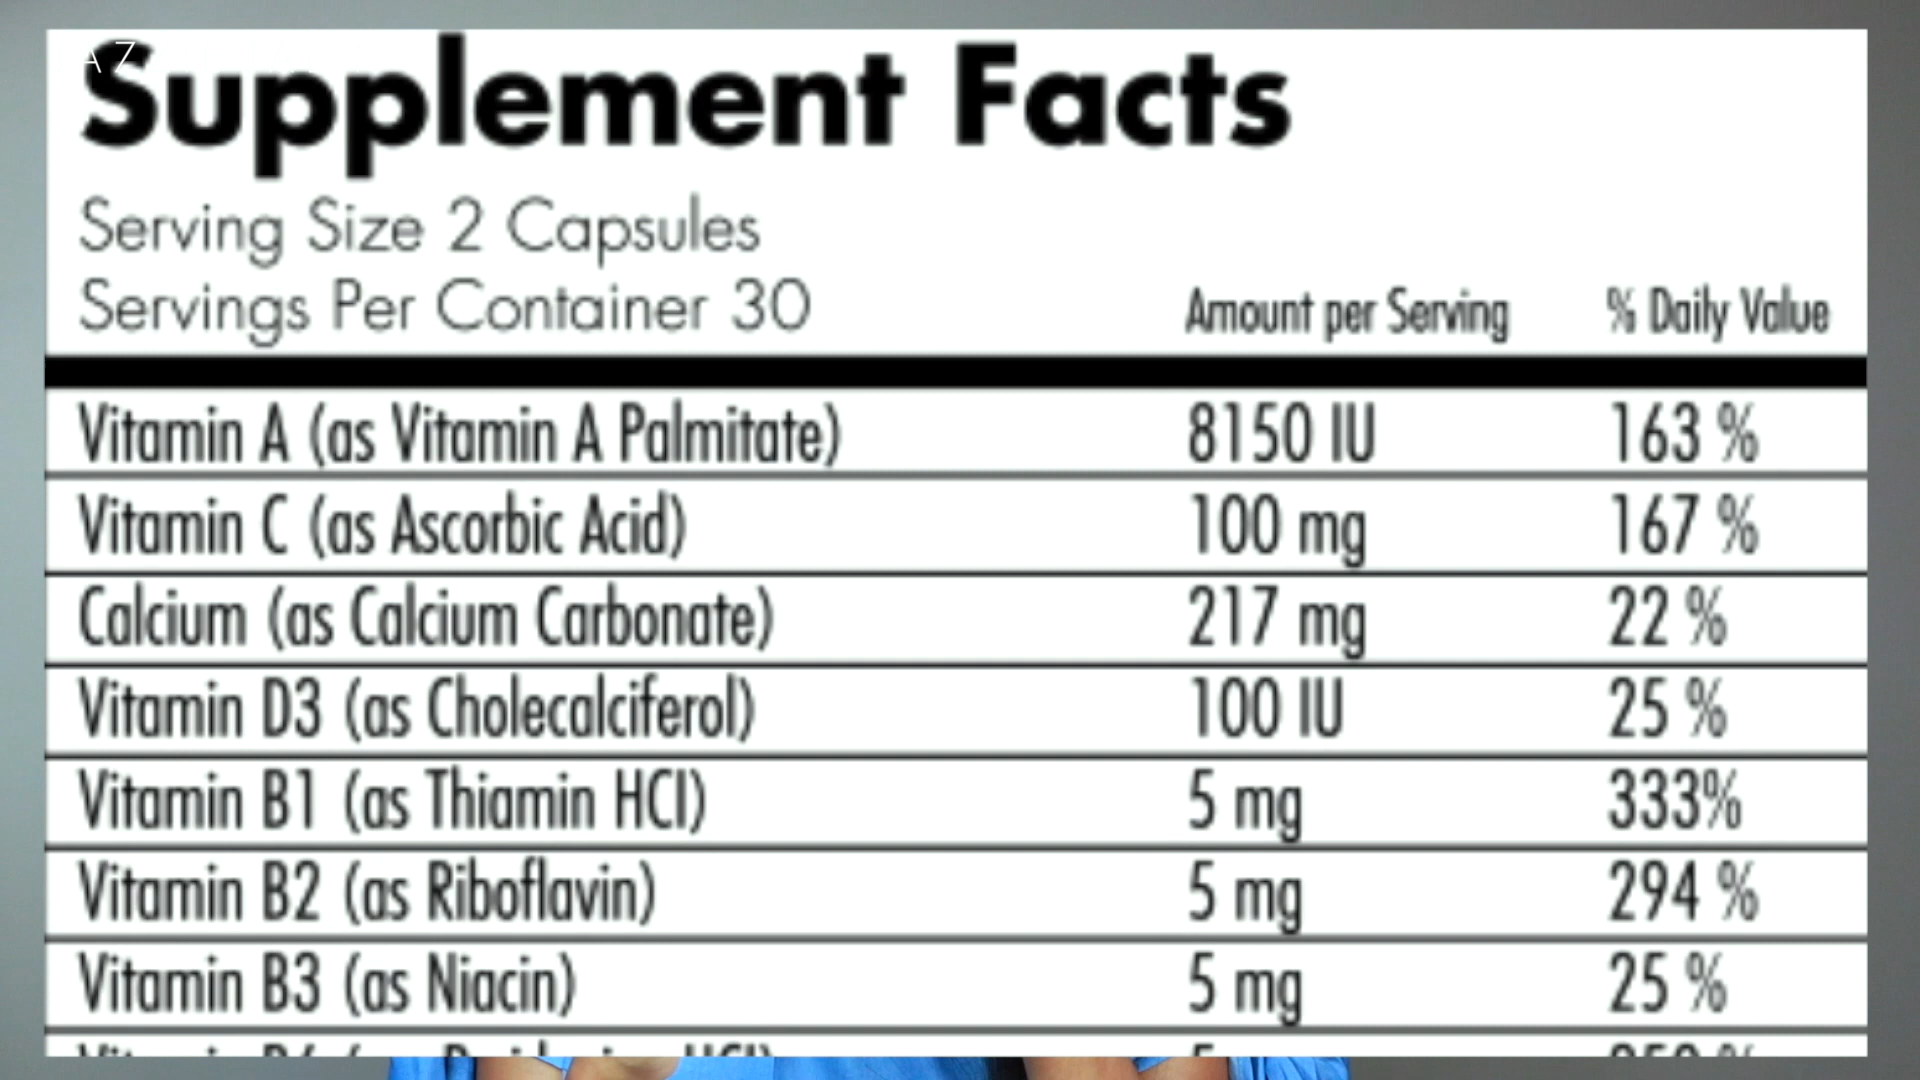 A Z
Supplement Facts
Serving Size 2 Capsules
Servings Per Container 30 Amount per Serving % Daily Value
Vitamin A (as Vitamin A Palmitate) 8150 IU 163 %
Vitamin C (as Ascorbic Acid) 100 mg 167 %
Calcium (as Calcium Carbonate) 217 mg 22 %
Vitamin D3 (as Cholecalciferol) 100 IU 25 %
Vitamin B1 (as Thiamin HCl) 5 mg 333%
Vitamin B2 (as Riboflavin) 5 mg 294 %
Vitamin B3 (as Niacin) 5 mg 25 %